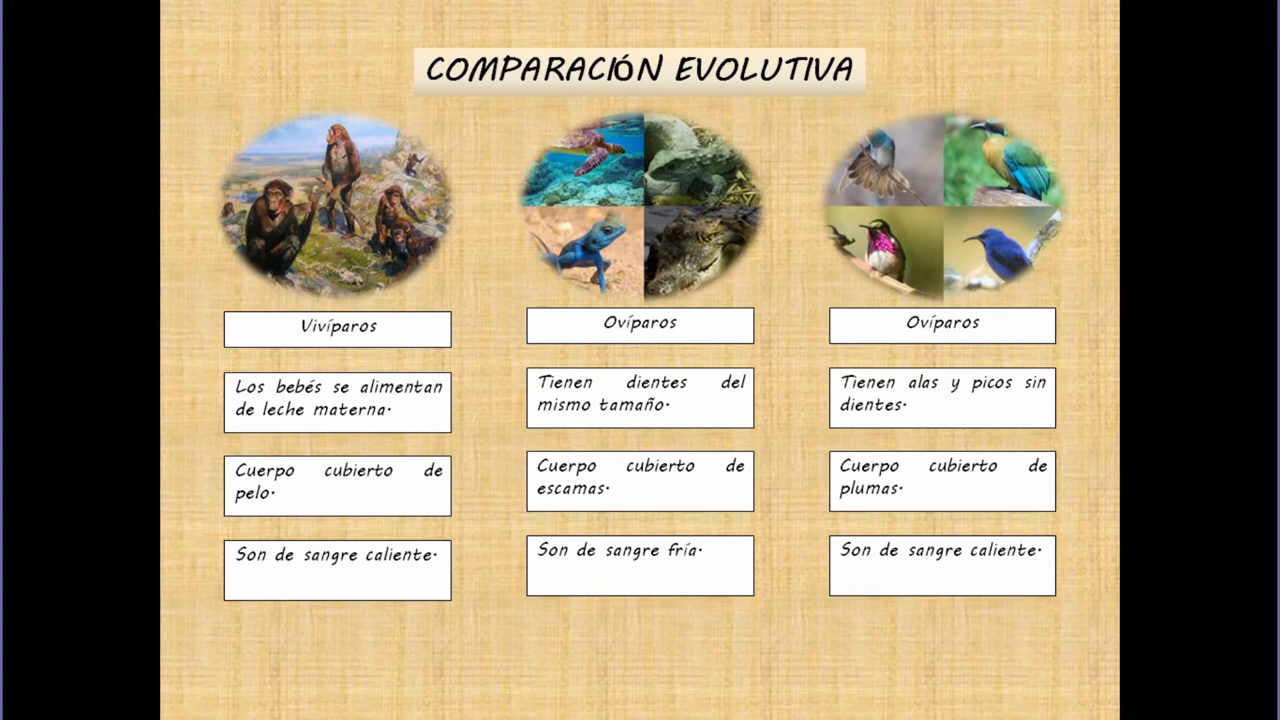 COMPARACIÓN EVOLUTIVA
Vivíparos
Los bebés se alimentan
de leche materna.
Cuerpo cubierto de
pelo.
Son de sangre caliente.
Ovíparos
Tienen dientes del
mismo tamaño.
Cuerpo cubierto de
escamas.
Son de sangre fría.
Ovíparos
Tienen alas y picos sin
dientes.
Cuerpo cubierto de
plumas.
Son de sangre caliente.